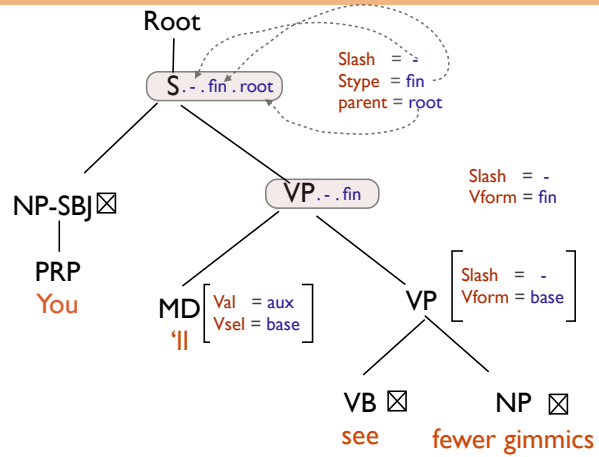 Root
Slash = -
Stype = fin
parent = root
S.-.fin.root
VP.-.fin
Slash = -
Vform = fin
NP-SBJ☒
PRP
You
MD
Val = aux
Vsel = base
'll
VP
Slash = -
Vform = base
VB ☒
NP ☒
see
fewer gimmics